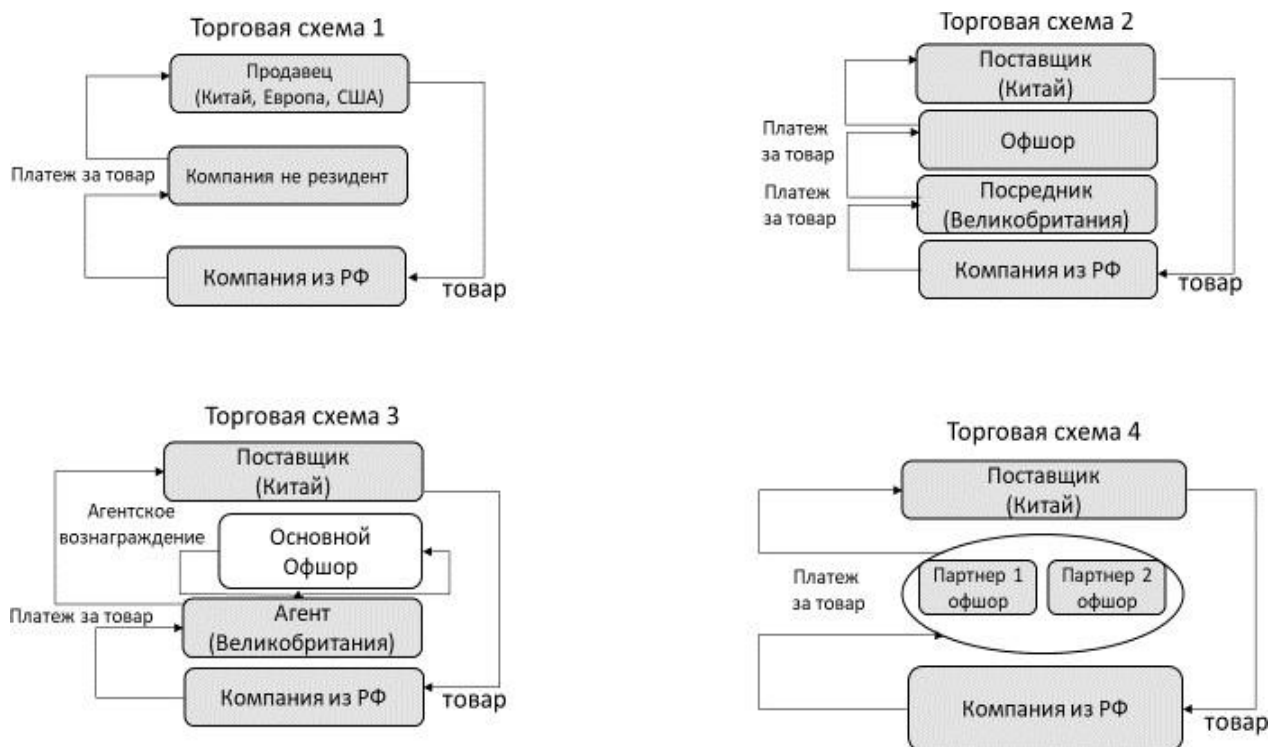 Торговая схема 1
Продавец
(Китай, Европа, США)
Платеж за товар
Компания не резидент
Компания из РФ
товар
Торговая схема 2
Поставщик
(Китай)
Платеж
за товар
Офшор
Платеж
за товар
Посредник
(Великобритания)
Компания из РФ
товар
Торговая схема 3
Поставщик
(Китай)
Агентское
вознаграждение
Основной
Офшор
Платеж за товар
Агент
(Великобритания)
Компания из РФ
товар
Торговая схема 4
Поставщик
(Китай)
Платеж
за товар
Партнер 1
офшор
Партнер 2
офшор
Компания из РФ
товар